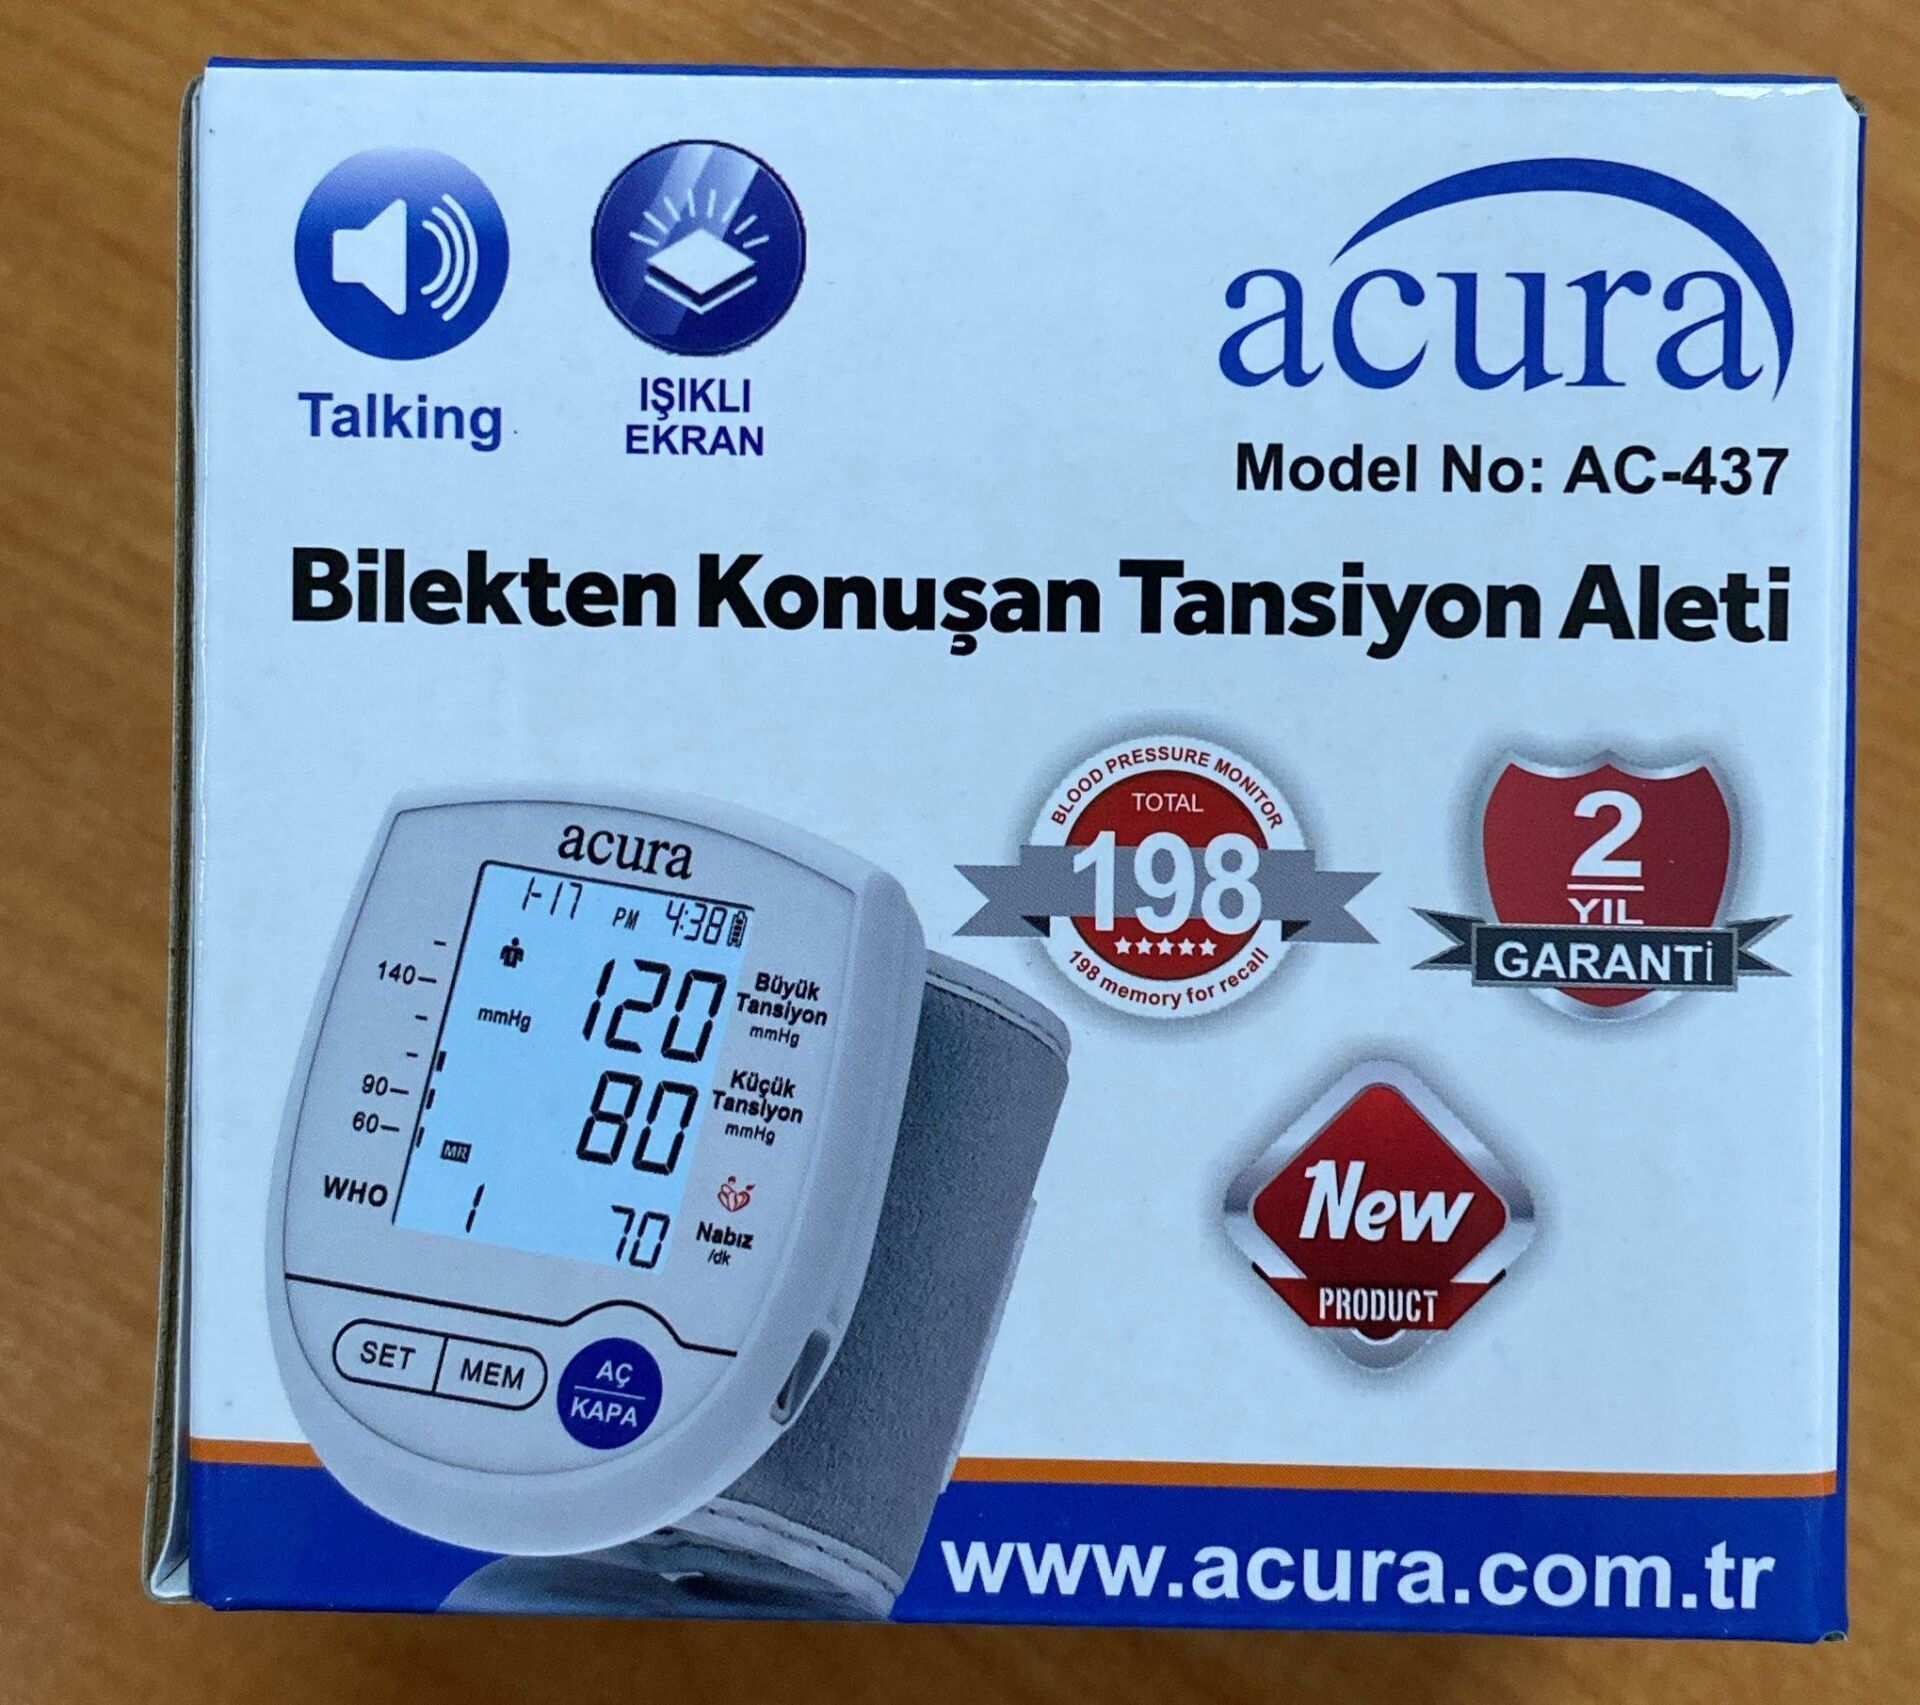 Talking
IŞIKLI
EKRAN
acura
Model No: AC-437
Bilekten Konuşan Tansiyon Aleti
BLOOD PRESSURE MONITOR
TOTAL
198
198 memory for recall
2
YIL
GARANTİ
New
PRODUCT
acura
1-17 PM 4:38
140
120
Büyük
Tansiyon
mmHg
mmHg
90
60
80
Küçük
Tansiyon
mmHg
MR
WHO
1
70
Nabız
/dk
SET
MEM
AÇ
KAPA
www.acura.com.tr